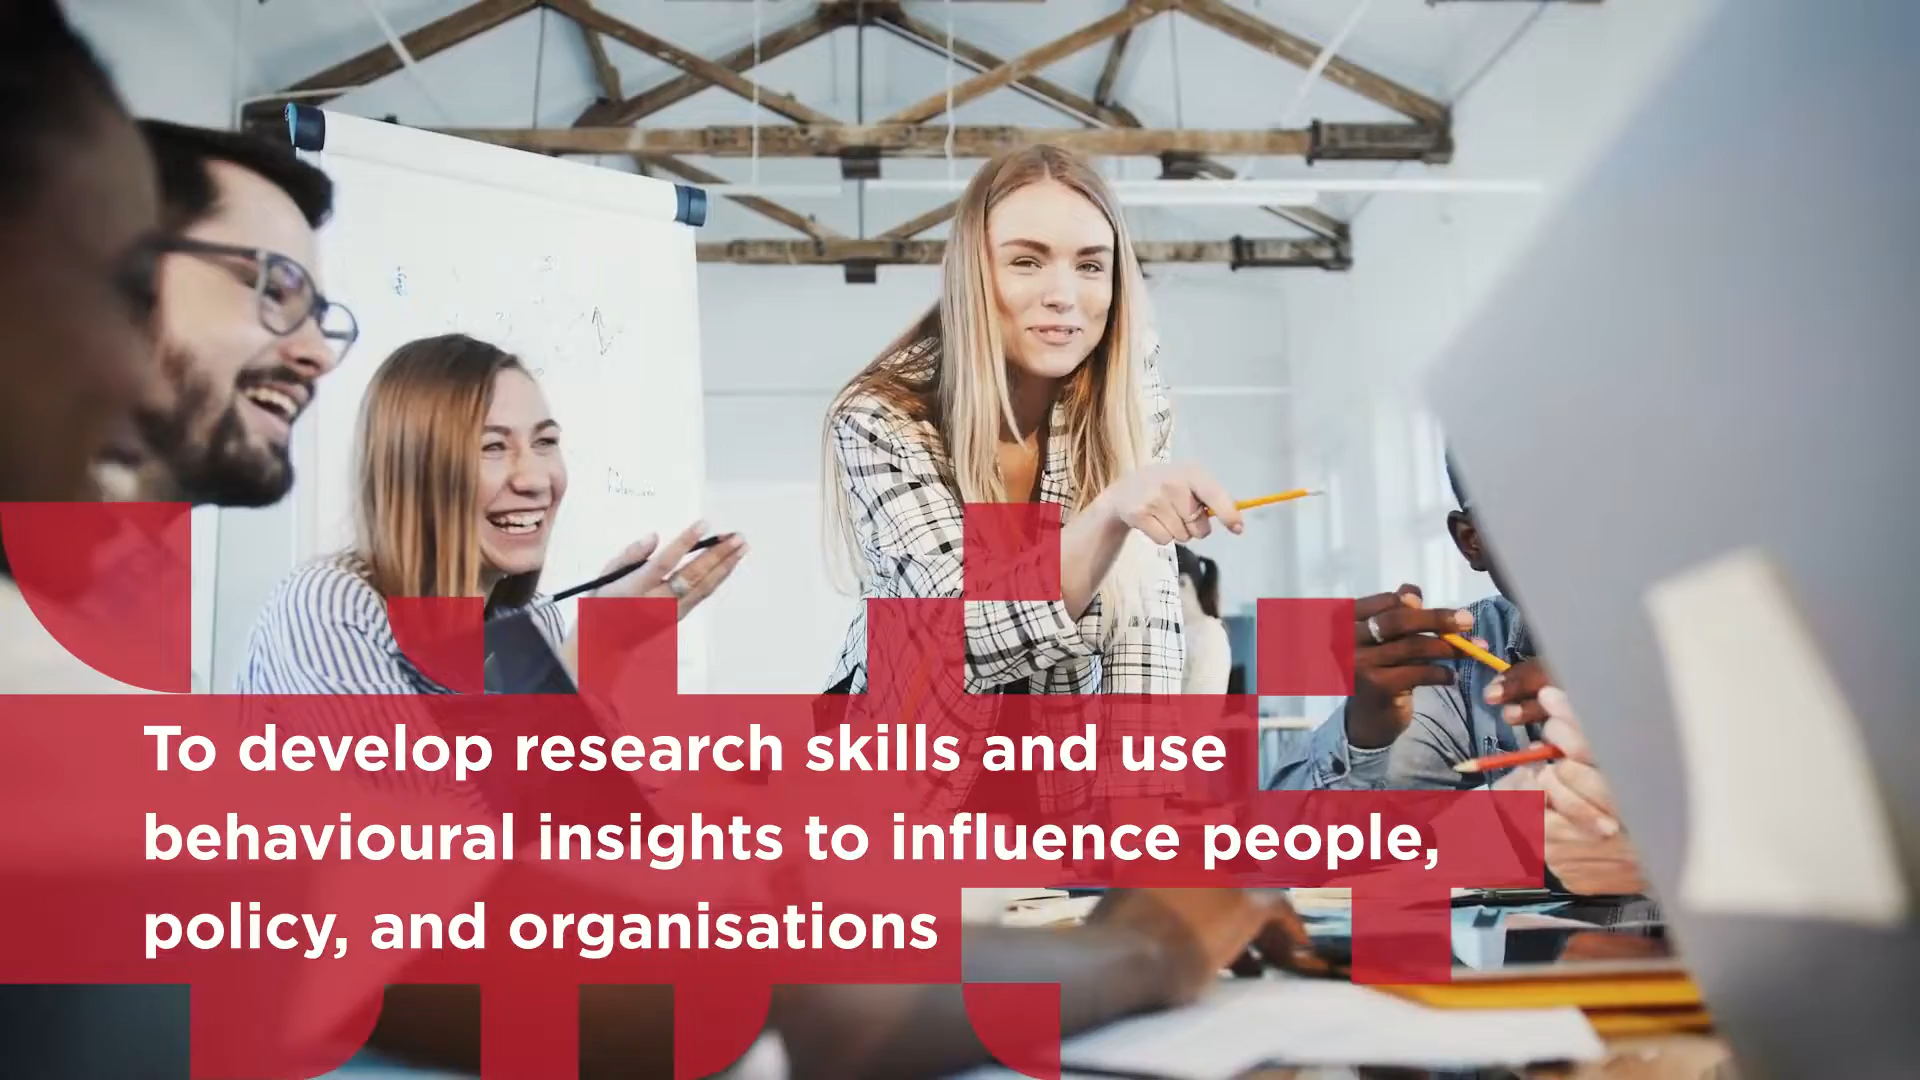 To develop research skills and use
behavioural insights to influence people,
policy, and organisations